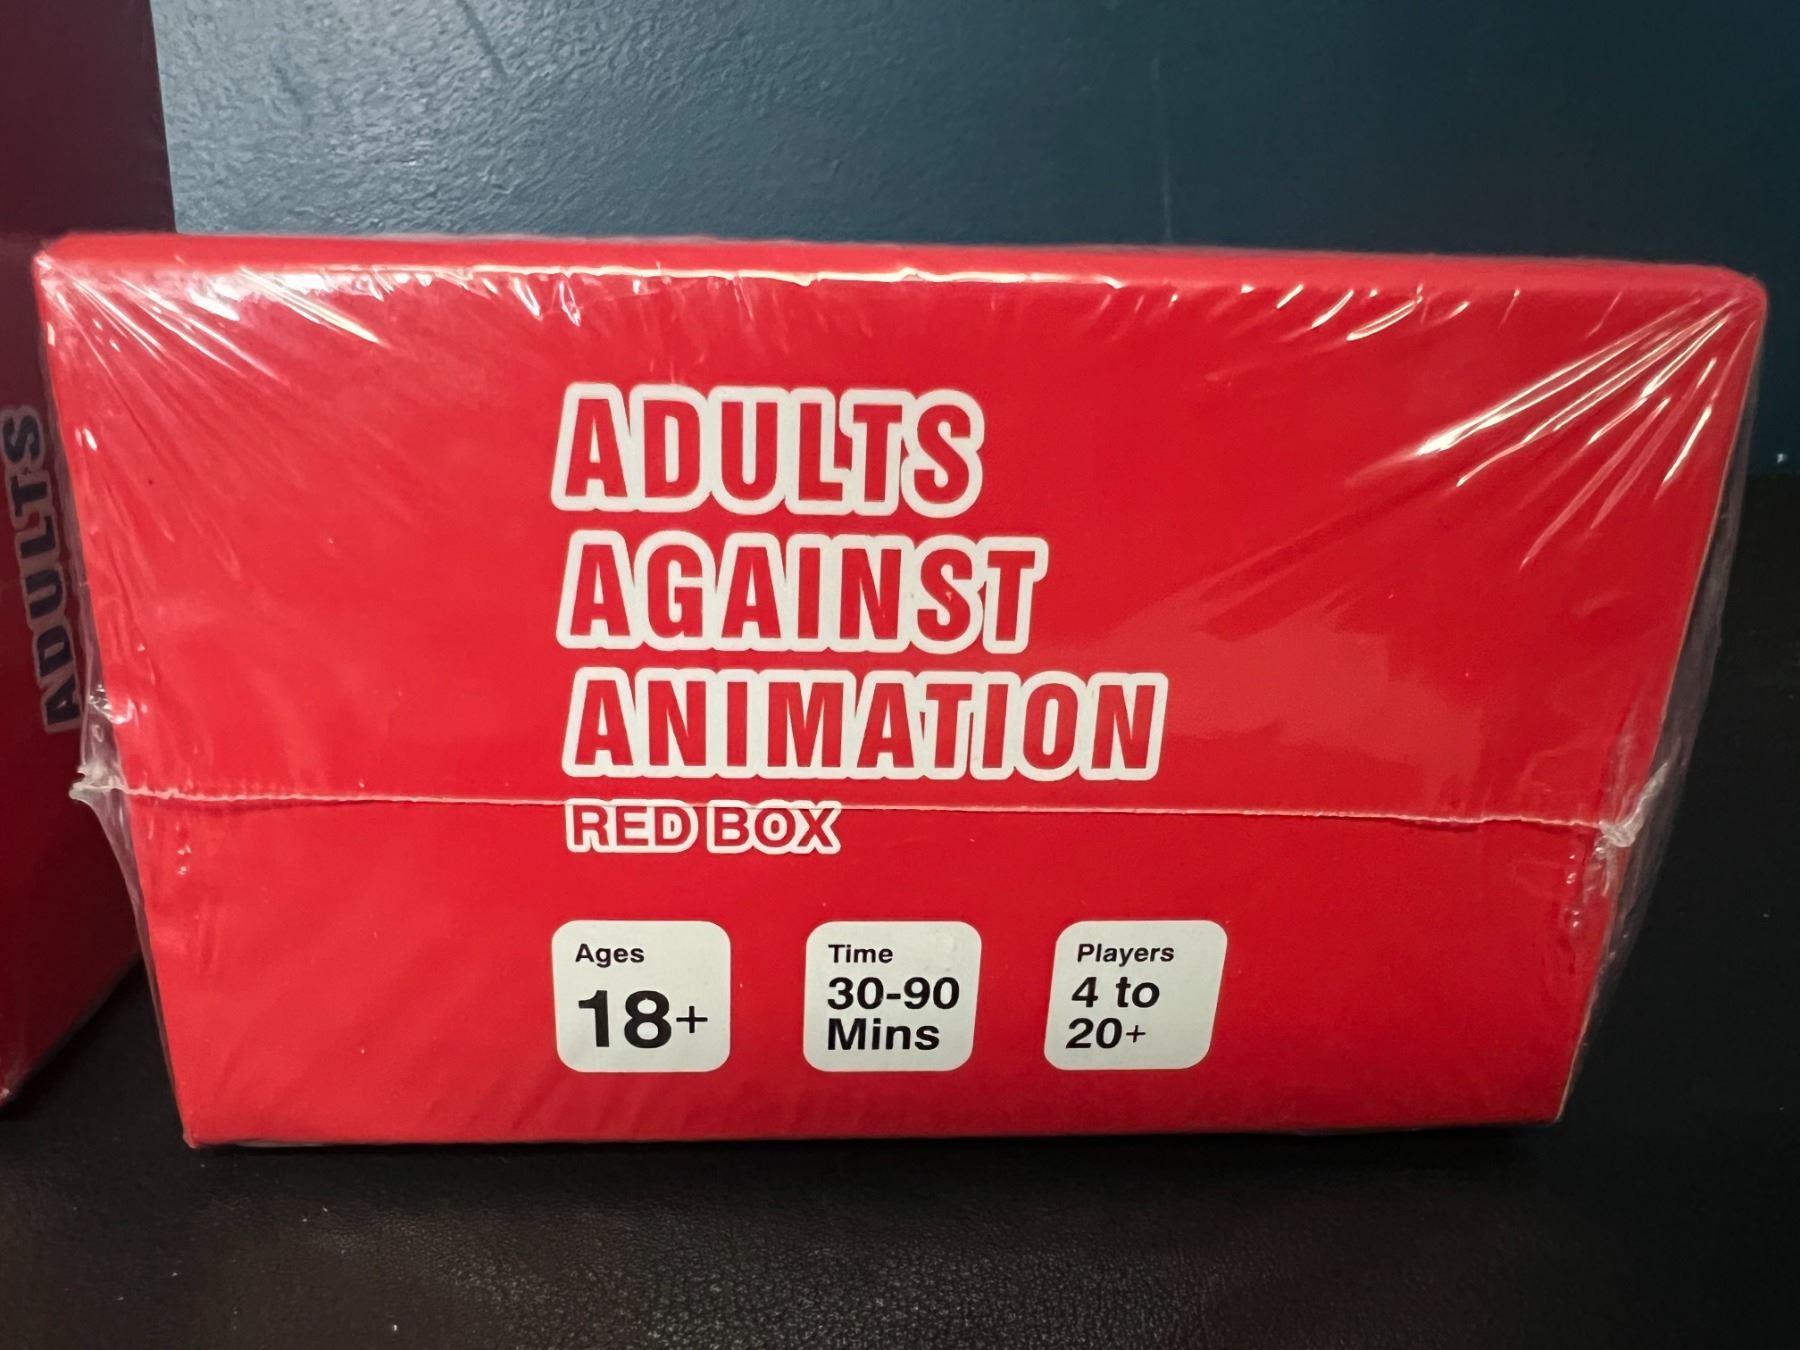 ADULTS
ADULTS
AGAINST
ANIMATION
RED BOX
Ages
18+
Time
30-90
Mins
Players
4 to
20+